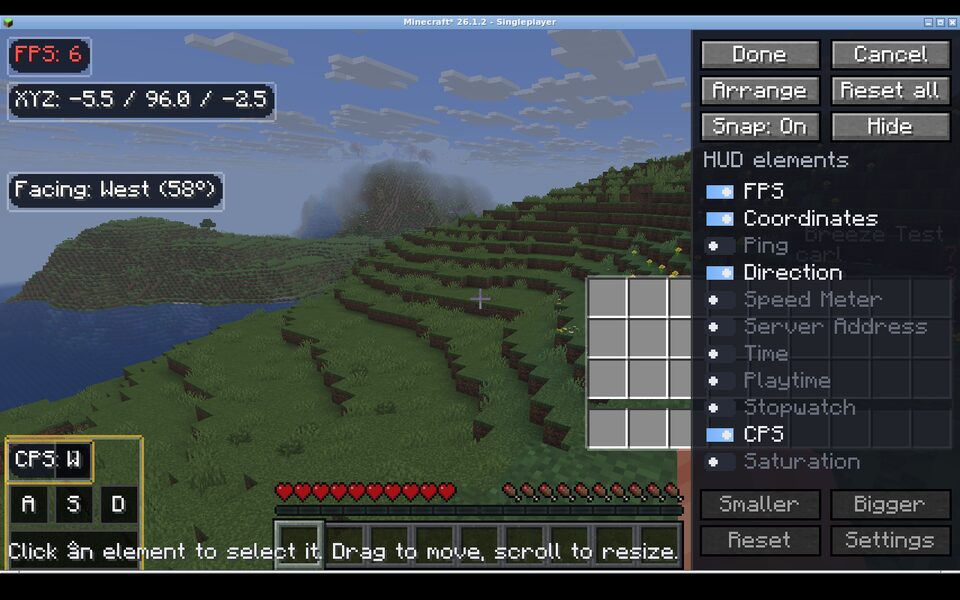 Minecraft* 26.1.2 - Singleplayer
FPS: 6
XYZ: -5.5 / 96.0 / -2.5
Facing: West (58°)
CPS: W
A S D
Click an element to select it. Drag to move, scroll to resize.
Done Cancel
Arrange Reset all
Snap: On Hide
HUD elements
FPS
Coordinates
Ping
Breeze Test
carl
Direction
Speed Meter
Server Address
Time
Playtime
Stopwatch
CPS
Saturation
Smaller Bigger
Reset Settings